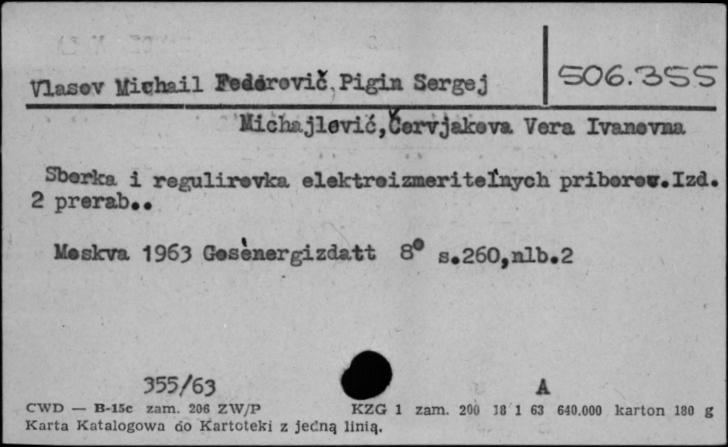 Vlasov Michail Fedorovič, Pigin Sergej
506.355
Michajlović, Červjakova Vera Ivanovna
Sborka i regulirovka elektroizmeritel'nych priborov. Izd.
2 prerab..
Moskva 1963 Gosènergizdatt 8° s.260,nlb.2
355/63
A
CWD — B-15c zam. 206 ZW/P KZG 1 zam. 200 18 1 63 640.000 karton 180 g
Karta Katalogowa do Kartoteki z jedną linią.